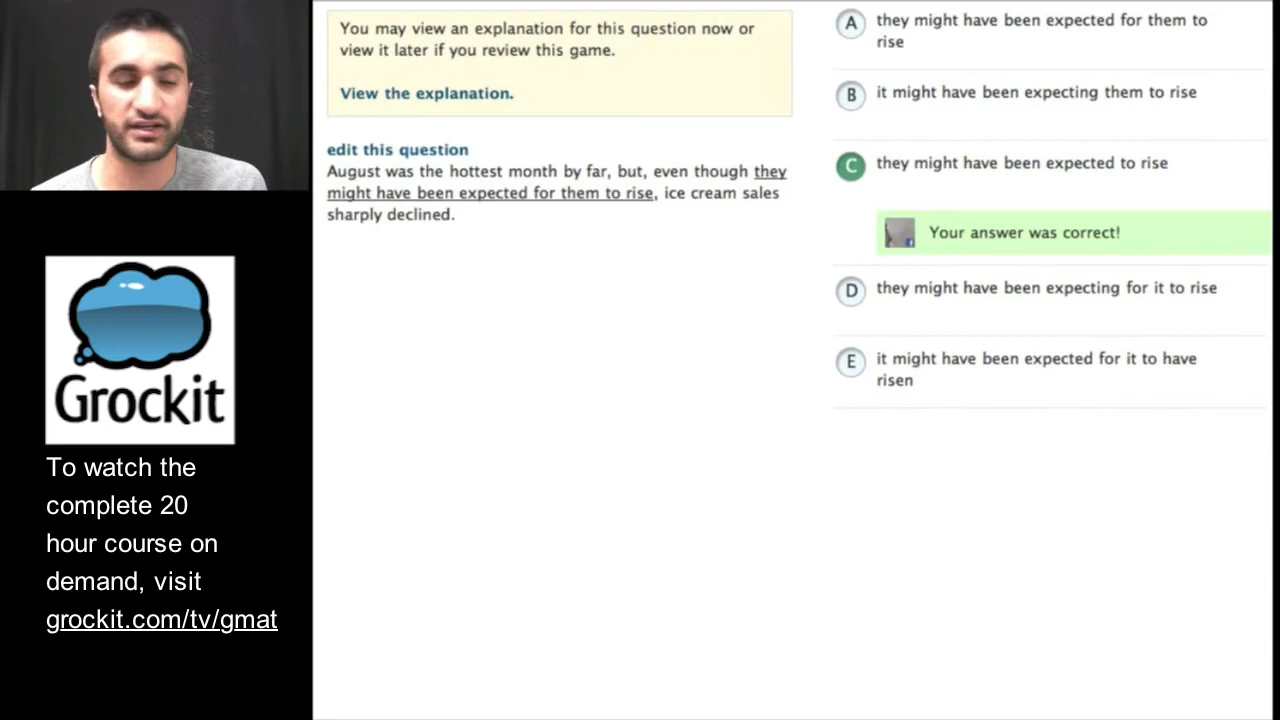 Grockit
To watch the
complete 20
hour course on
demand, visit
grockit.com/tv/gmat
You may view an explanation for this question now or
view it later if you review this game.
View the explanation.
edit this question
August was the hottest month by far, but, even though they
might have been expected for them to rise, ice cream sales
sharply declined.
A they might have been expected for them to
rise
B it might have been expecting them to rise
C they might have been expected to rise
Your answer was correct!
D they might have been expecting for it to rise
E it might have been expected for it to have
risen